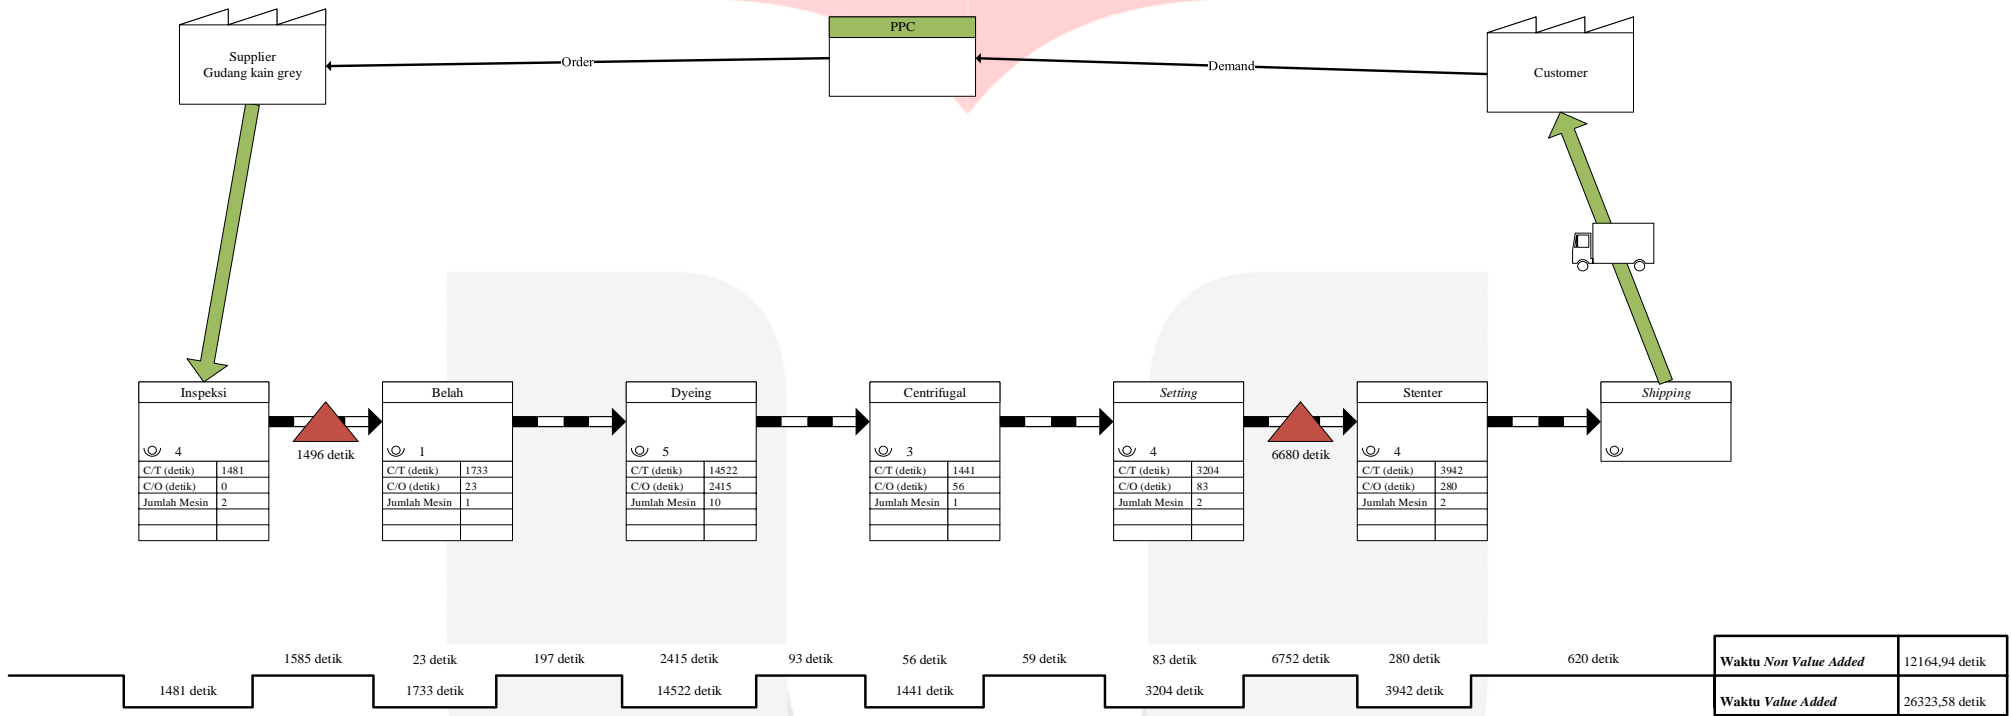 Supplier
Gudang kain grey
Order
PPC
Demand
Customer
Inspeksi
4
C/T (detik) 1481
C/O (detik) 0
Jumlah Mesin 2
1496 detik
Belah
1
C/T (detik) 1733
C/O (detik) 23
Jumlah Mesin 1
Dyeing
5
C/T (detik) 14522
C/O (detik) 2415
Jumlah Mesin 10
Centrifugal
3
C/T (detik) 1441
C/O (detik) 56
Jumlah Mesin 1
Setting
4
C/T (detik) 3204
C/O (detik) 83
Jumlah Mesin 2
6680 detik
Stenter
4
C/T (detik) 3942
C/O (detik) 280
Jumlah Mesin 2
Shipping
1585 detik 23 detik 197 detik 2415 detik 93 detik 56 detik 59 detik 83 detik 6752 detik 280 detik 620 detik
1481 detik 1733 detik 14522 detik 1441 detik 3204 detik 3942 detik
Waktu Non Value Added 12164,94 detik
Waktu Value Added 26323,58 detik